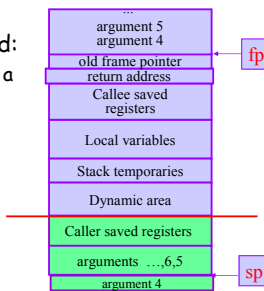 ...
argument 5
argument 4
d:
fp
old frame pointer
a
return address
Callee saved
registers
Local variables
Stack temporaries
Dynamic area
Caller saved registers
arguments ...,6,5
sp
argument 4